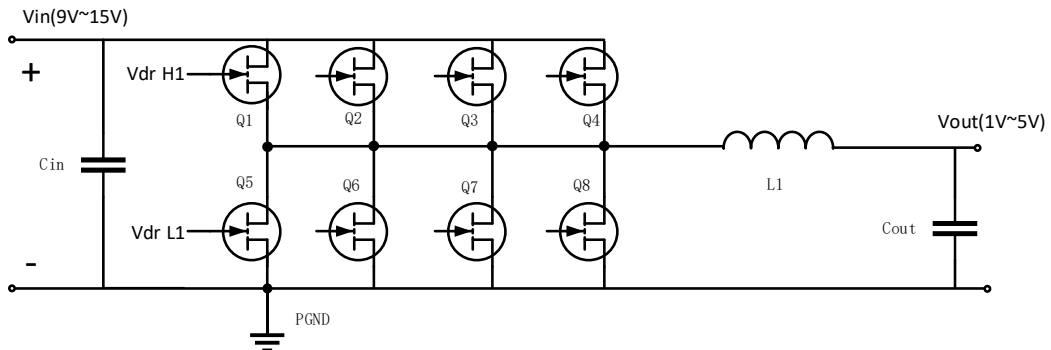 Vin(9V~15V)
+
Vdr H1
Q1
Q2
Q3
Q4
Vout(1V~5V)
Cin
Q5
Q6
Q7
Q8
L1
Vdr L1
Cout
-
PGND